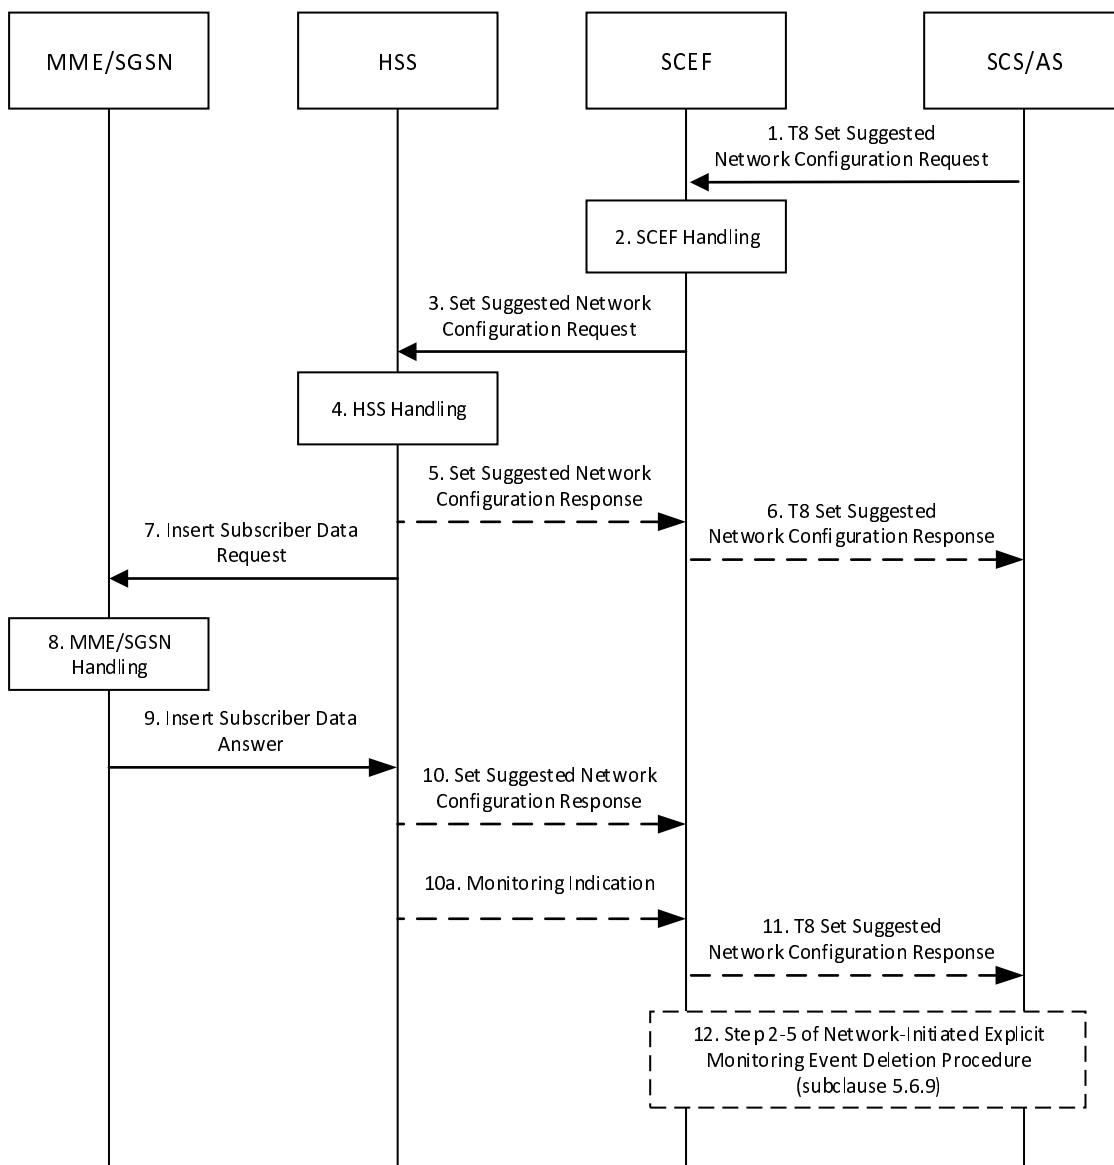 MME/SGSN
HSS
SCEF
SCS/AS
1. T8 Set Suggested
Network Configuration Request
2. SCEF Handling
3. Set Suggested Network
Configuration Request
4. HSS Handling
5. Set Suggested Network
Configuration Response
6. T8 Set Suggested
Network Configuration Response
7. Insert Subscriber Data
Request
8. MME/SGSN
Handling
9. Insert Subscriber Data
Answer
10. Set Suggested Network
Configuration Response
10a. Monitoring Indication
11. T8 Set Suggested
Network Configuration Response
12. Step 2-5 of Network-Initiated Explicit
Monitoring Event Deletion Procedure
(subclause 5.6.9)